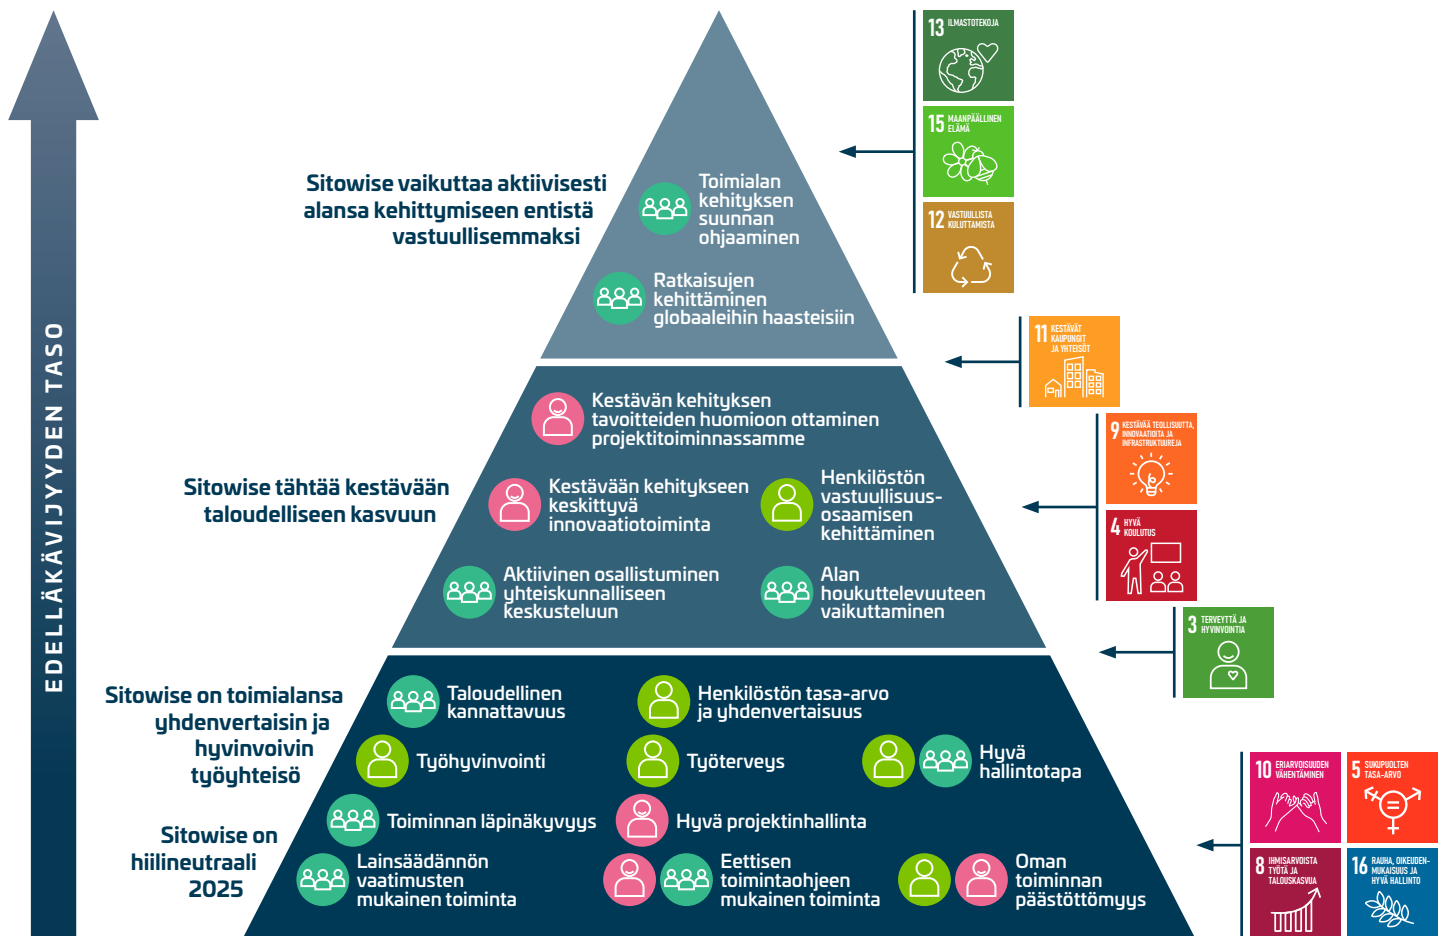 EDELLÄKÄVIJYYDEN TASO
Sitowise vaikuttaa aktiivisesti
alansa kehittymiseen entistä
vastuullisemmaksi
Toimialan
kehityksen
suunnan
ohjaaminen
Ratkaisujen
kehittäminen
globaaleihin haasteisiin
13 ILMASTOTEKOJA
15 MAANPÄÄLLINEN
ELÄMÄ
12 VASTUULLISTA
KULUTTAMISTA
11 KESTÄVÄT
KAUPUNGIT
JA YHTEISÖT
Sitowise tähtää kestävään
taloudelliseen kasvuun
Kestävän kehityksen
tavoitteiden huomioon ottaminen
projektitoiminnassamme
Kestävään kehitykseen
keskittyvä
innovaatiotoiminta
Henkilöstön
vastuullisuus-
osaamisen
kehittäminen
Aktiivinen osallistuminen
yhteiskunnalliseen
keskusteluun
Alan
houkuttelevuuteen
vaikuttaminen
9 KESTÄVÄÄ TEOLLISUUTTA,
INNOVAATIOITA JA
INFRASTRUKTUUREJA
4 HYVÄ
KOULUTUS
3 TERVEYTTÄ JA
HYVINVOINTIA
Sitowise on toimialansa
yhdenvertaisin ja
hyvinvoivin
työyhteisö
Sitowise on
hiilineutraali
2025
Taloudellinen
kannattavuus
Henkilöstön tasa-arvo
ja yhdenvertaisuus
Työhyvinvointi
Työterveys
Hyvä
hallintotapa
Toiminnan läpinäkyvyys
Hyvä projektinhallinta
Lainsäädännön
vaatimusten
mukainen toiminta
Eettisen
toimintaohjeen
mukainen toiminta
Oman
toiminnan
päästöttömyys
10 ERIARVOISUUDEN
VÄHENTÄMINEN
5 SUKUPUOLTEN
TASA-ARVO
8 IHMISARVOISTA
TYÖTÄ JA
TALOUSKASVUA
16 RAUHA, OIKEUDEN-
MUKAISUUS JA
HYVÄ HALLINTO